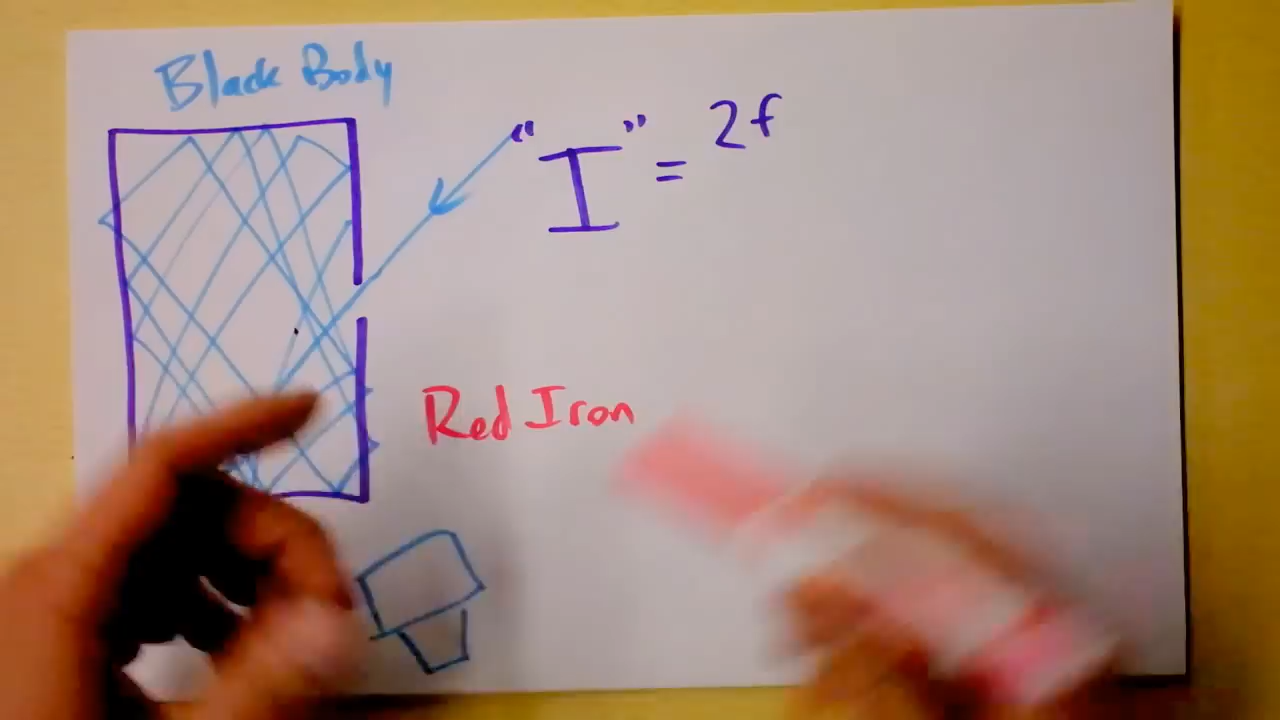 Black Body
"I" = 2f
Red Iron